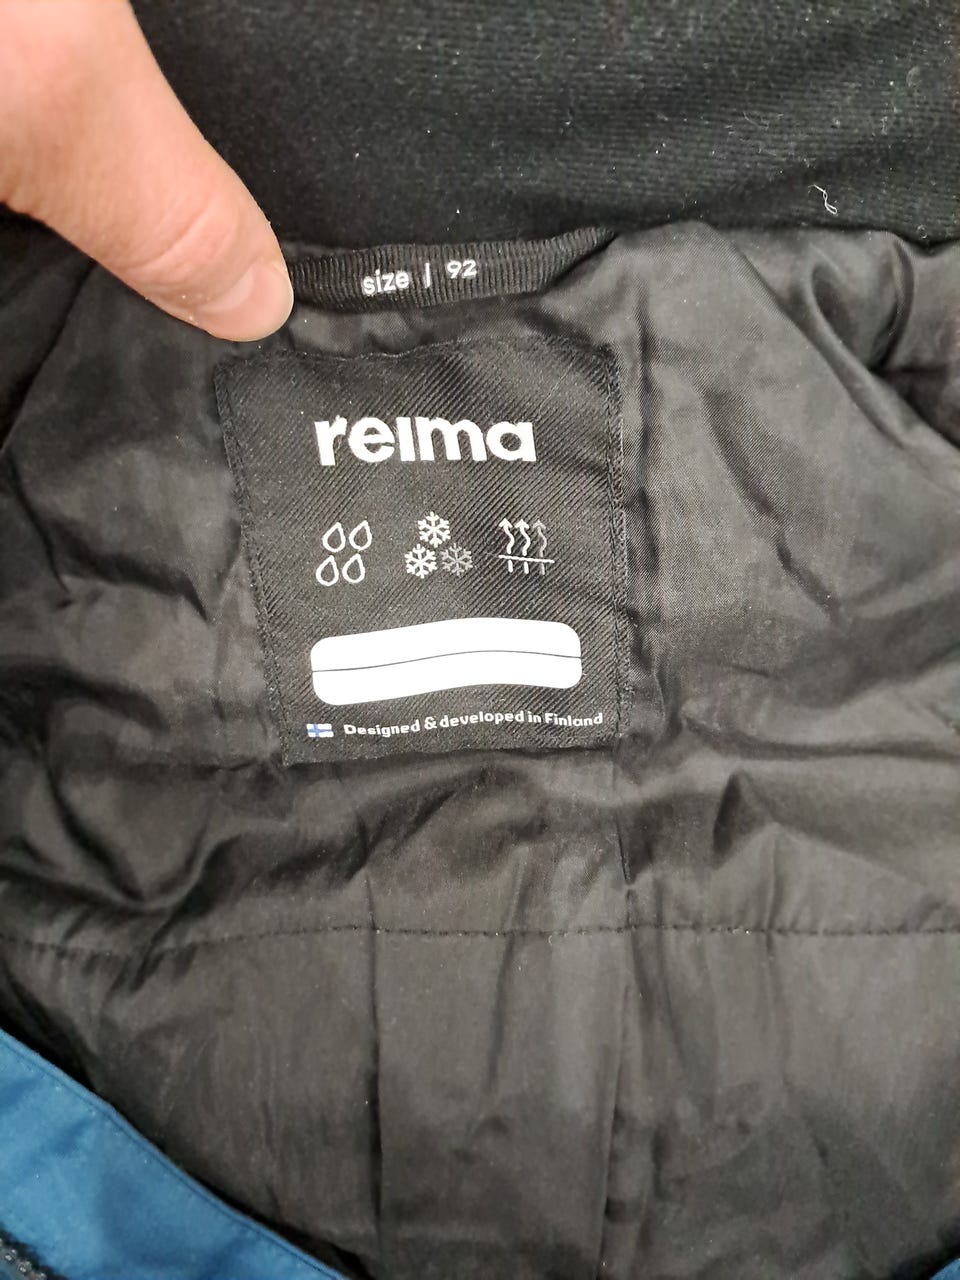 size | 92
reima
Designed & developed in Finland